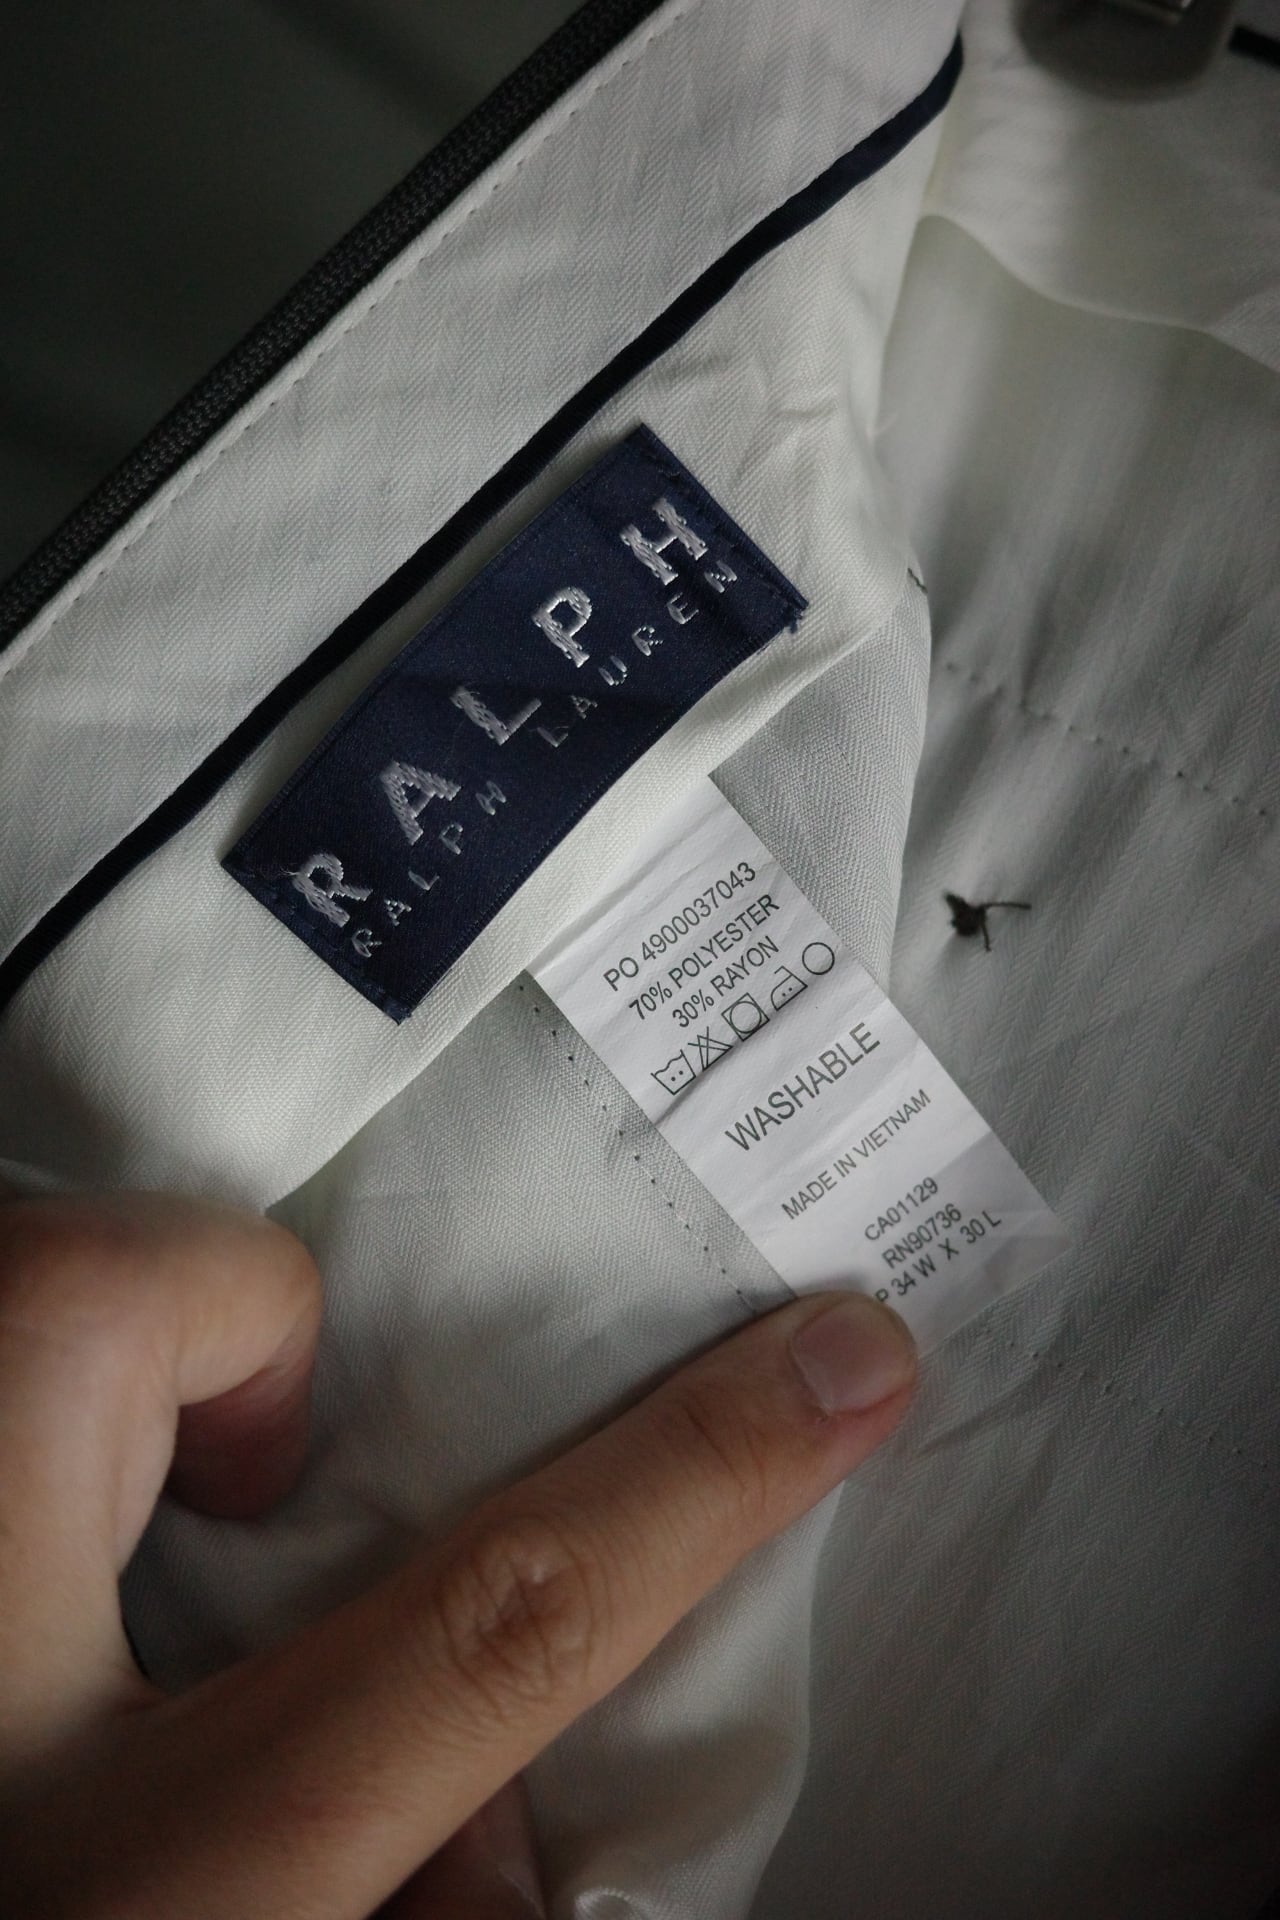 RALPH
RALPH LAUREN
PO 4900037043
70% POLYESTER
30% RAYON
WASHABLE
MADE IN VIETNAM
CA01129
RN90736
P 34 W X 30 L